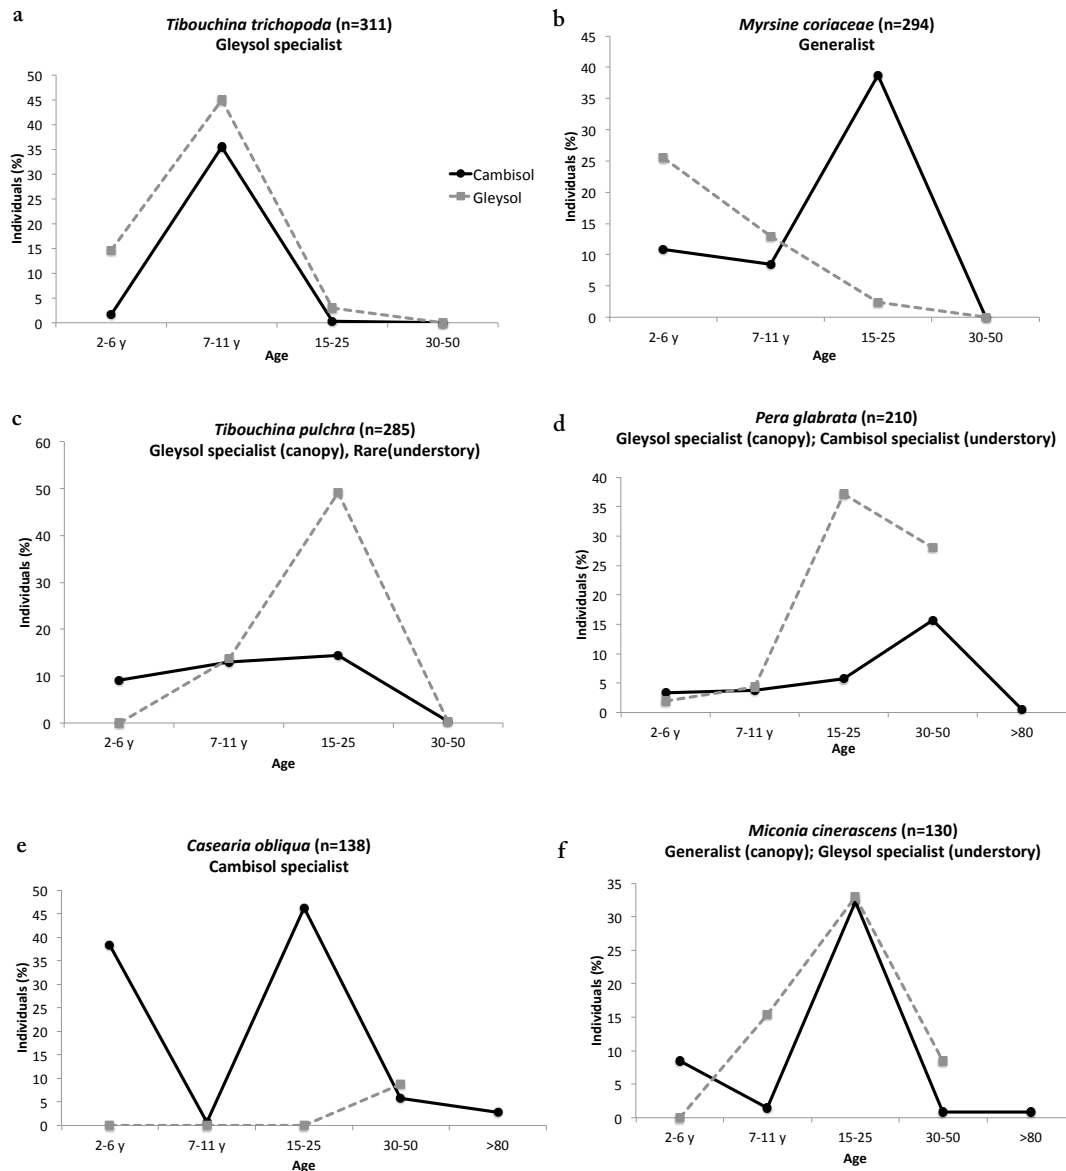 a
Tibouchina trichopoda (n=311)
Gleysol specialist
Individuals (%)
50
45
40
35
30
25
20
15
10
5
0
2-6 y
7-11 y
15-25
30-50
Age
Cambisol
Gleysol
b
Myrsine coriaceae (n=294)
Generalist
Individuals (%)
45
40
35
30
25
20
15
10
5
0
2-6 y
7-11 y
15-25
30-50
Age
c
Tibouchina pulchra (n=285)
Gleysol specialist (canopy), Rare(understory)
Individuals (%)
60
50
40
30
20
10
0
2-6 y
7-11 y
15-25
30-50
Age
d
Pera glabrata (n=210)
Gleysol specialist (canopy); Cambisol specialist (understory)
Individuals (%)
40
35
30
25
20
15
10
5
0
2-6 y
7-11 y
15-25
30-50
>80
Age
e
Casearia obliqua (n=138)
Cambisol specialist
Individuals (%)
50
45
40
35
30
25
20
15
10
5
0
2-6 y
7-11 y
15-25
30-50
>80
Age
f
Miconia cinerascens (n=130)
Generalist (canopy); Gleysol specialist (understory)
Individuals (%)
35
30
25
20
15
10
5
0
2-6 y
7-11 y
15>25
30-50
>80
Age